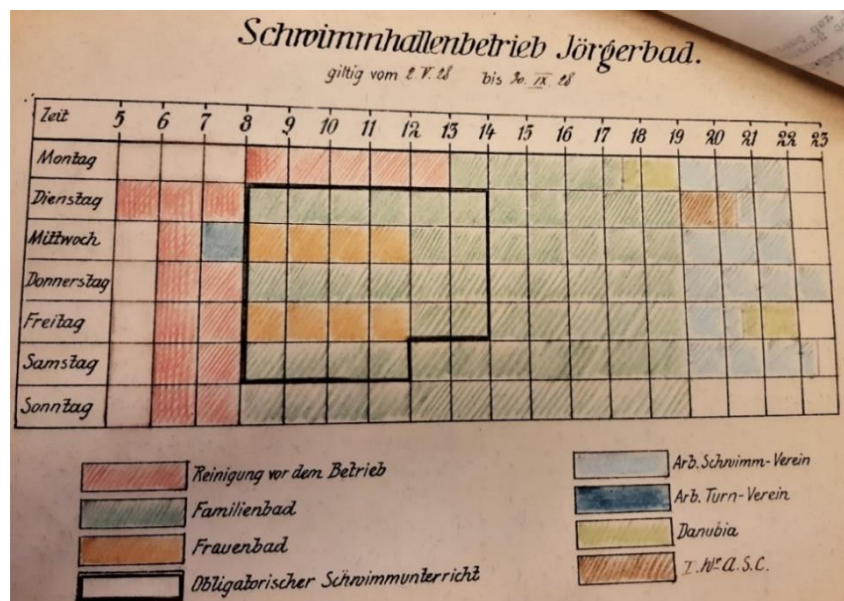 Schwimmhallenbetrieb Jörgerbad.
giltig vom 2. V. 28 bis 30. IX. 28
Zeit 5 6 7 8 9 10 11 12 13 14 15 16 17 18 19 20 21 22 23
Montag
Dienstag
Mittwoch
Donnerstag
Freitag
Samstag
Sonntag
Reinigung vor dem Betrieb
Familienbad
Frauenbad
Obligatorischer Schwimmunterricht
Arb. Schwimm-Verein
Arb. Turn-Verein
Danubia
I. Wr. A.S.C.